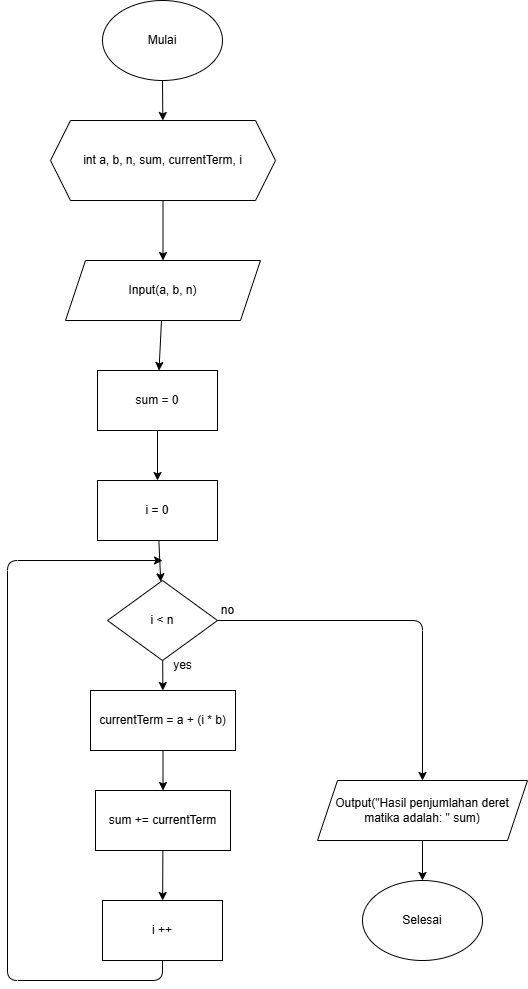 Mulai
int a, b, n, sum, currentTerm, i
Input(a, b, n)
sum = 0
i = 0
i < n
no
yes
currentTerm = a + (i * b)
sum += currentTerm
i ++
Output("Hasil penjumlahan deret
matika adalah: " sum)
Selesai